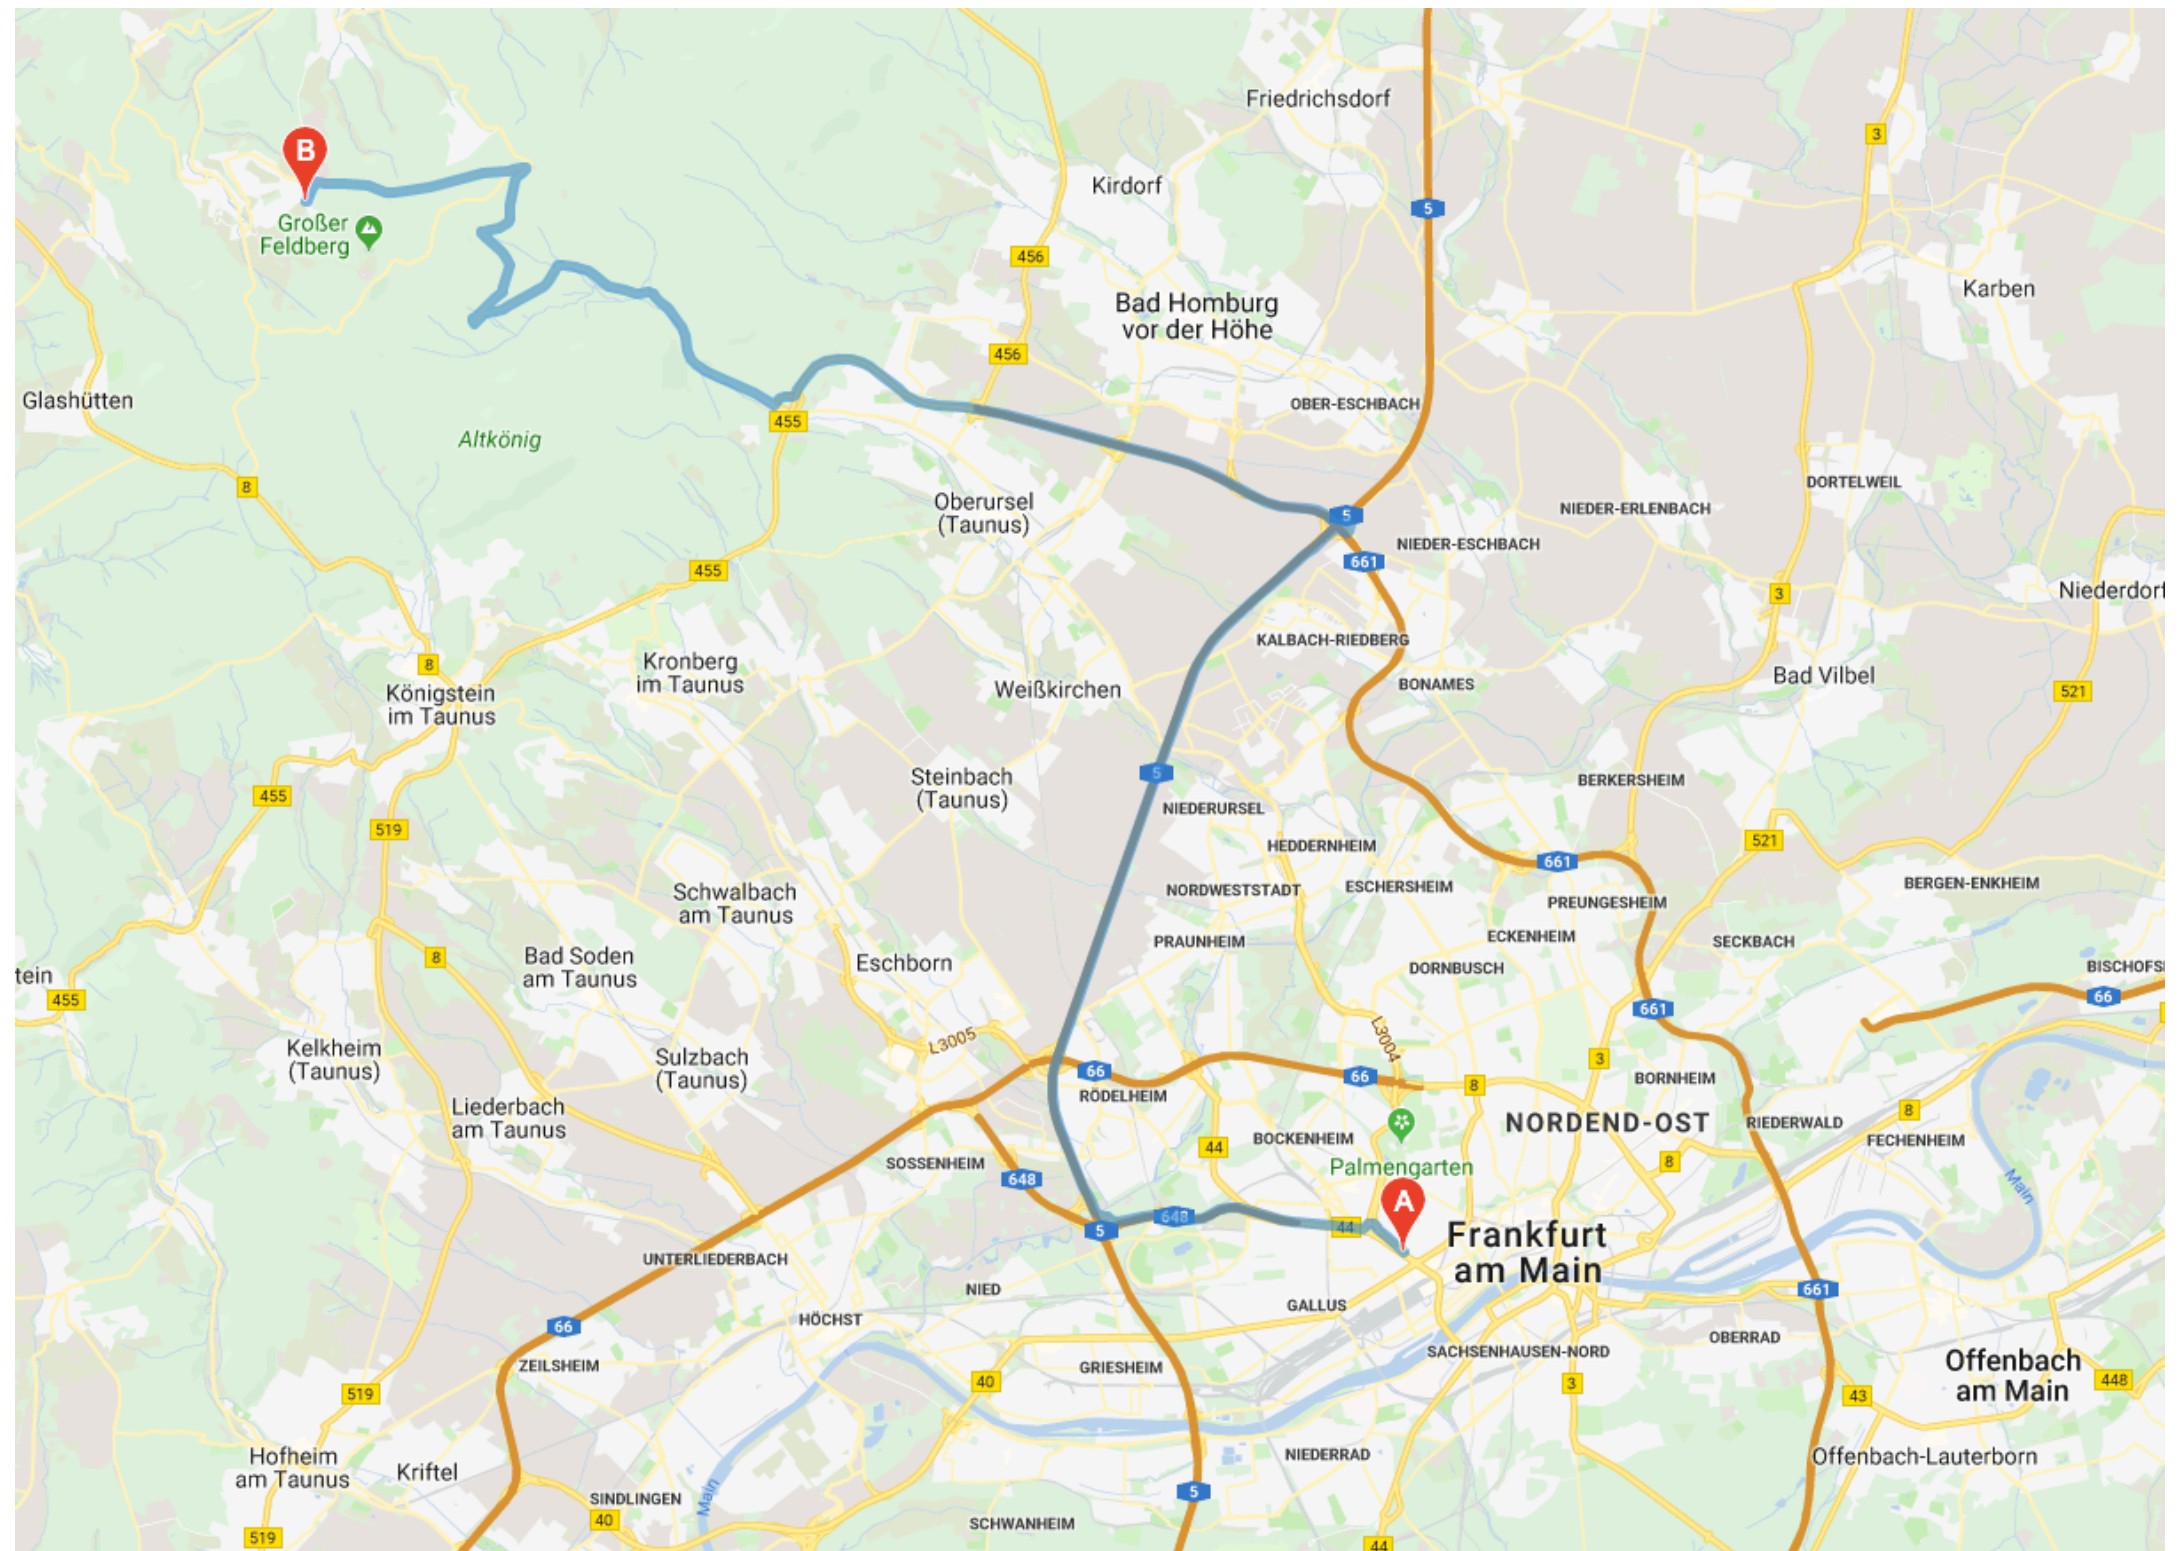 Friedrichsdorf
3
B
Kirdorf
5
Großer
Feldberg
456
Karben
Bad Homburg
vor der Höhe
456
Glashütten
OBER-ESCHBACH
455
Altkönig
8
DORTELWEIL
Oberursel
(Taunus)
NIEDER-ERLENBACH
5
NIEDER-ESCHBACH
661
455
3
Niederdorf
KALBACH-RIEDBERG
8
Kronberg
im Taunus
Königstein
im Taunus
Weißkirchen
BONAMES
Bad Vilbel
521
5
Steinbach
(Taunus)
BERKERSHEIM
455
NIEDERURSEL
519
521
HEDDERNHEIM
661
Schwalbach
am Taunus
NORDWESTSTADT
ESCHERSHEIM
BERGEN-ENKHEIM
PREUNGESHEIM
8
PRAUNHEIM
ECKENHEIM
SECKBACH
Bad Soden
am Taunus
Eschborn
DORNBUSCH
BISCHOFS
tein
455
66
661
L3005
L3004
Kelkheim
(Taunus)
Sulzbach
(Taunus)
66
66
8
3
BORNHEIM
RÖDELHEIM
Liederbach
am Taunus
NORDEND-OST
RIEDERWALD
8
FECHENHEIM
BOCKENHEIM
44
Palmengarten
SOSSENHEIM
648
8
Main
A
648
44
5
Frankfurt
am Main
UNTERLIEDERBACH
NIED
661
GALLUS
HÖCHST
66
OBERRAD
SACHSENHAUSEN-NORD
ZEILSHEIM
GRIESHEIM
Offenbach
am Main
40
3
519
43
448
Hofheim
am Taunus
Kriftel
NIEDERRAD
Offenbach-Lauterborn
5
SINDLINGEN
Main
40
SCHWANHEIM
519
44